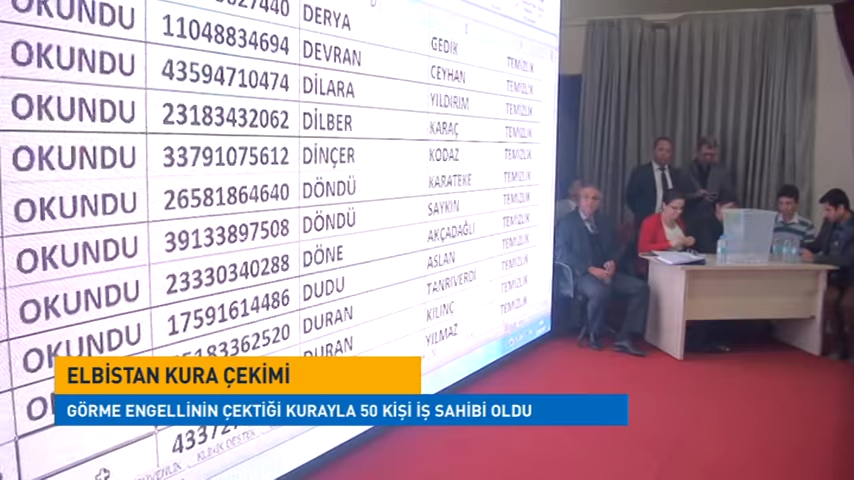 DERYA GEDİK TEMİZLİK
OKUNDU 11048834694 DEVRAN CEYHAN TEMİZLİK
OKUNDU 43594710474 DİLARA YILDIRIM TEMİZLİK
OKUNDU 23183432062 DİLBER KARAÇ TEMİZLİK
OKUNDU 33791075612 DİNÇER KODAZ TEMİZLİK
OKUNDU 26581864640 DÖNDÜ KARATEKE TEMİZLİK
OKUNDU 39133897508 DÖNDÜ SAYKIN TEMİZLİK
OKUNDU 23330340288 DÖNE AKÇADAĞLI TEMİZLİK
OKUNDU 17591614486 DUDU ASLAN TEMİZLİK
DURAN TANRIVERDİ TEMİZLİK
DURAN KILINÇ TEMİZLİK
YILMAZ
ELBİSTAN KURA ÇEKİMİ
GÖRME ENGELLİNİN ÇEKTİĞİ KURAYLA 50 KİŞİ İŞ SAHİBİ OLDU